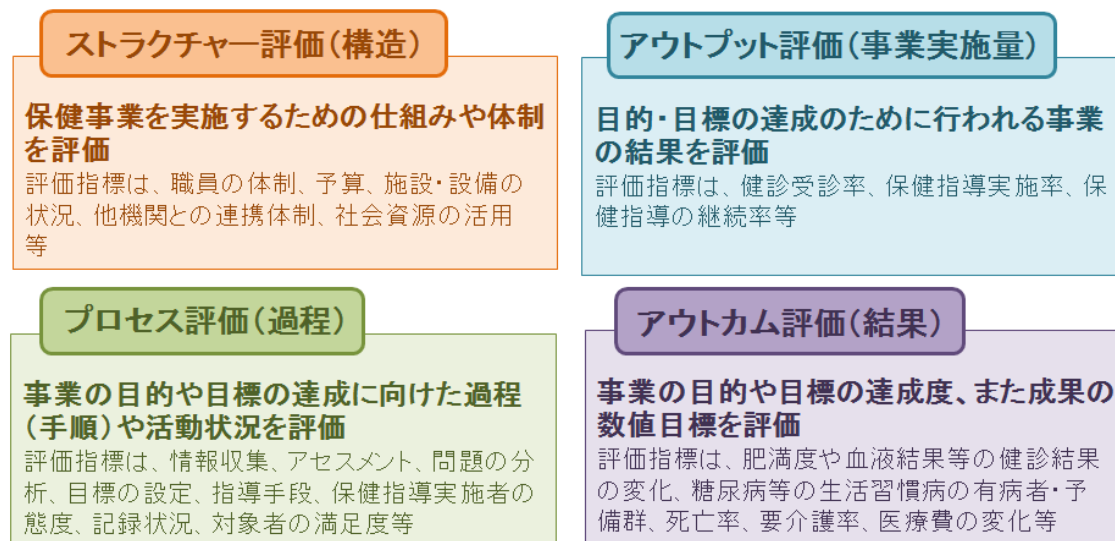 ストラクチャー評価(構造)
保健事業を実施するための仕組みや体制
を評価
評価指標は、職員の体制、予算、施設・設備の
状況、他機関との連携体制、社会資源の活用
等
アウトプット評価(事業実施量)
目的・目標の達成のために行われる事業
の結果を評価
評価指標は、健診受診率、保健指導実施率、保
健指導の継続率等
プロセス評価(過程)
事業の目的や目標の達成に向けた過程
(手順)や活動状況を評価
評価指標は、情報収集、アセスメント、問題の分
析、目標の設定、指導手段、保健指導実施者の
態度、記録状況、対象者の満足度等
アウトカム評価(結果)
事業の目的や目標の達成度、また成果の
数値目標を評価
評価指標は、肥満度や血液結果等の健診結果
の変化、糖尿病等の生活習慣病の有病者・予
備群、死亡率、要介護率、医療費の変化等